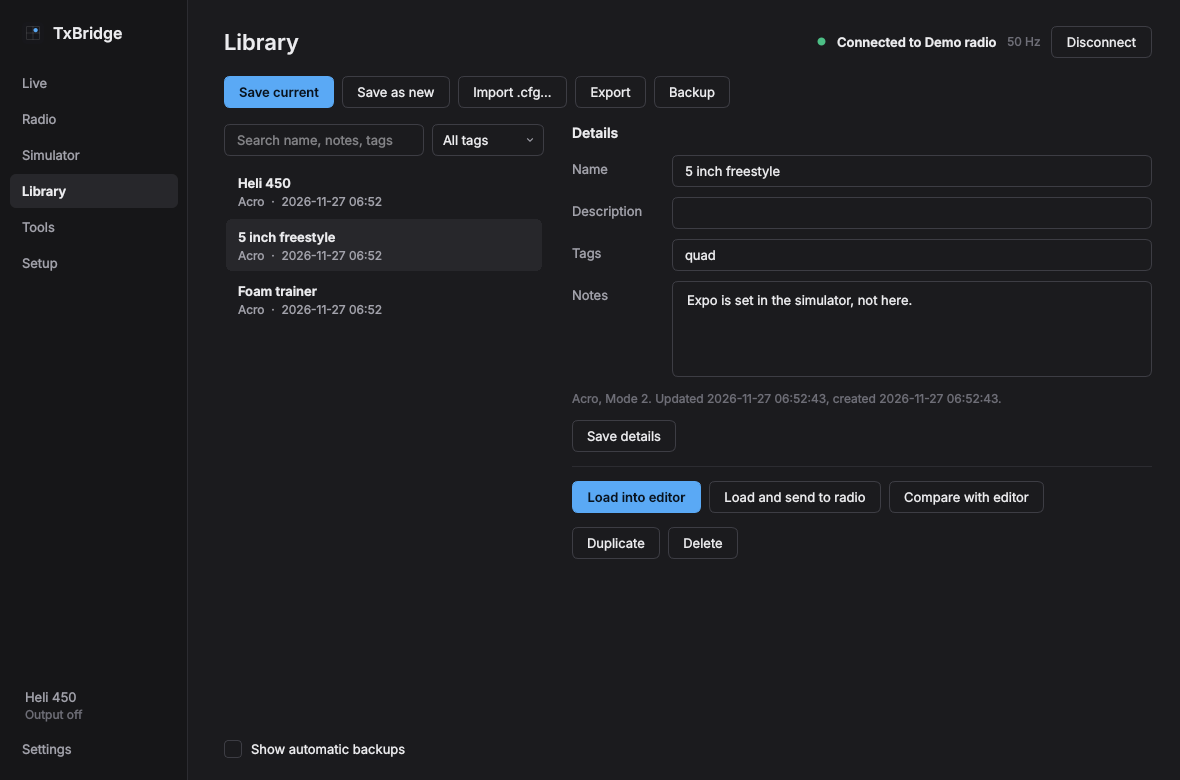 TxBridge
Live
Radio
Simulator
Library
Tools
Setup
Heli 450
Output off
Settings
Library
Connected to Demo radio 50 Hz Disconnect
Save current Save as new Import .cfg... Export Backup
Search name, notes, tags All tags
Heli 450
Acro · 2026-11-27 06:52
5 inch freestyle
Acro · 2026-11-27 06:52
Foam trainer
Acro · 2026-11-27 06:52
Show automatic backups
Details
Name 5 inch freestyle
Description
Tags quad
Notes Expo is set in the simulator, not here.
Acro, Mode 2. Updated 2026-11-27 06:52:43, created 2026-11-27 06:52:43.
Save details
Load into editor Load and send to radio Compare with editor
Duplicate Delete